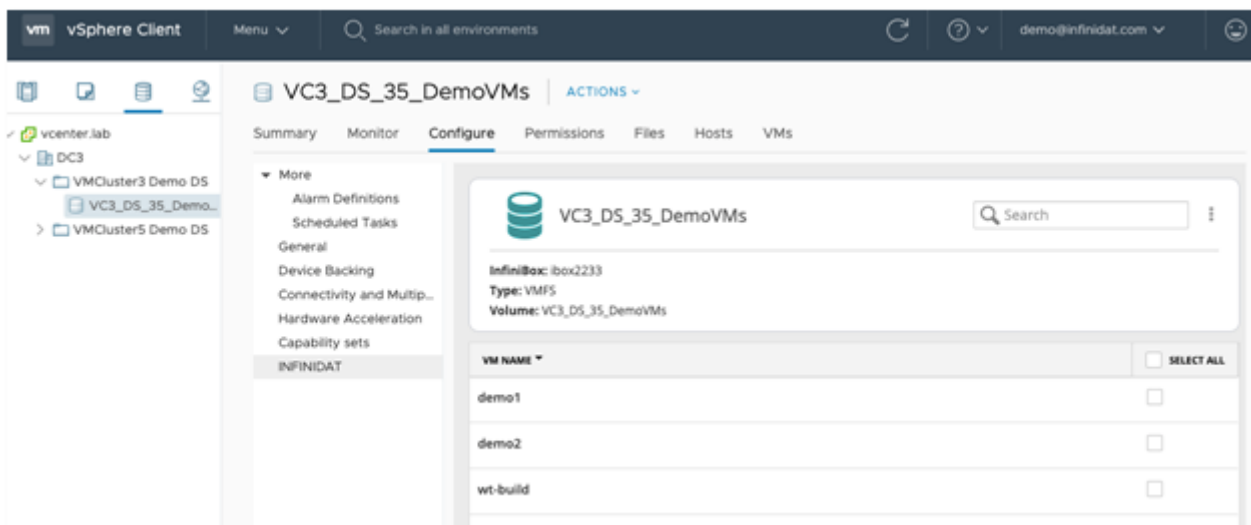 vm vSphere Client Menu Search in all environments demo@infinidat.com
VC3_DS_35_DemoVMs ACTIONS
Summary Monitor Configure Permissions Files Hosts VMs
vcenter.lab
DC3
VMCluster3 Demo DS
VC3_DS_35_Demo...
VMCluster5 Demo DS
More
Alarm Definitions
Scheduled Tasks
General
Device Backing
Connectivity and Multip...
Hardware Acceleration
Capability sets
INFINIDAT
VC3_DS_35_DemoVMs Search
InfiniBox: ibox2233
Type: VMFS
Volume: VC3_DS_35_DemoVMs
VM NAME SELECT ALL
demo1
demo2
wt-build